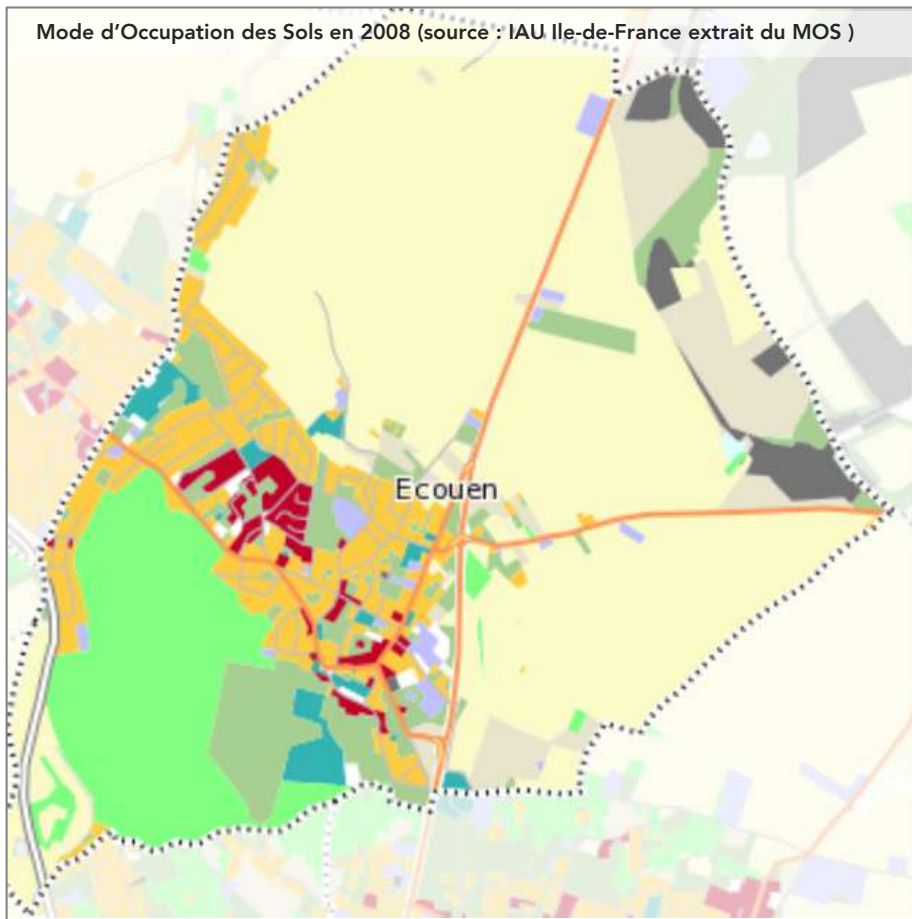 Mode d’Occupation des Sols en 2008 (source : IAU Ile-de-France extrait du MOS )
Ecouen